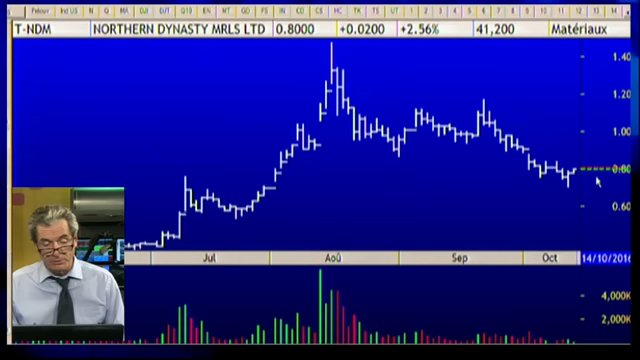 T-NDM NORTHERN DYNASTY MRLS LTD 0.8000 +0.0200 +2.56% 41,200 Matériaux
1.40
1.20
1.00
0.80
0.60
Jul Aoû Sep Oct 14/10/2016
4,000K
2,000K